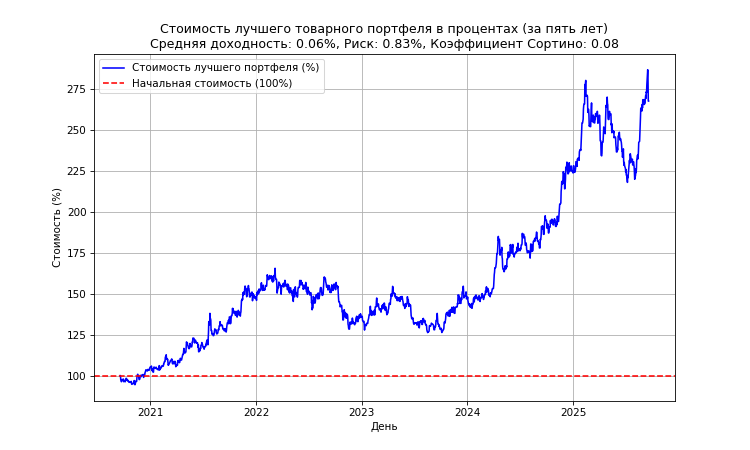 Стоимость лучшего товарного портфеля в процентах (за пять лет)
Средняя доходность: 0.06%, Риск: 0.83%, Коэффициент Сортино: 0.08
Стоимость лучшего портфеля (%)
Начальная стоимость (100%)
Стоимость (%)
275
250
225
200
175
150
125
100
2021
2022
2023
2024
2025
День